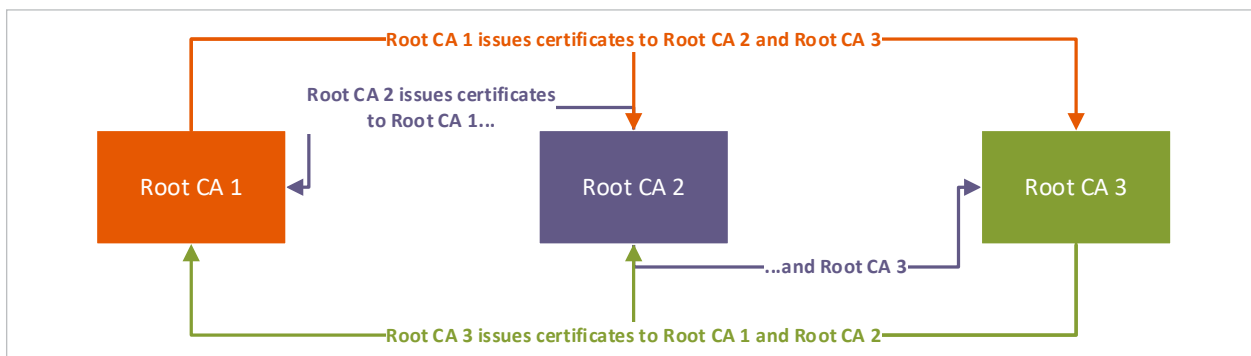 Root CA 1 issues certificates to Root CA 2 and Root CA 3
Root CA 2 issues certificates
to Root CA 1...
Root CA 1
Root CA 2
Root CA 3
...and Root CA 3
Root CA 3 issues certificates to Root CA 1 and Root CA 2